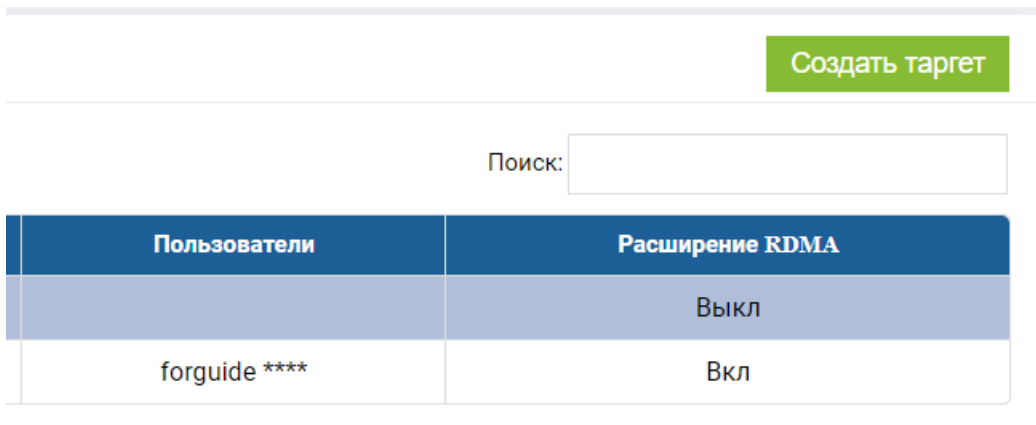 Создать таргет
Поиск:
Пользователи Расширение RDMA
Выкл
forguide **** Вкл